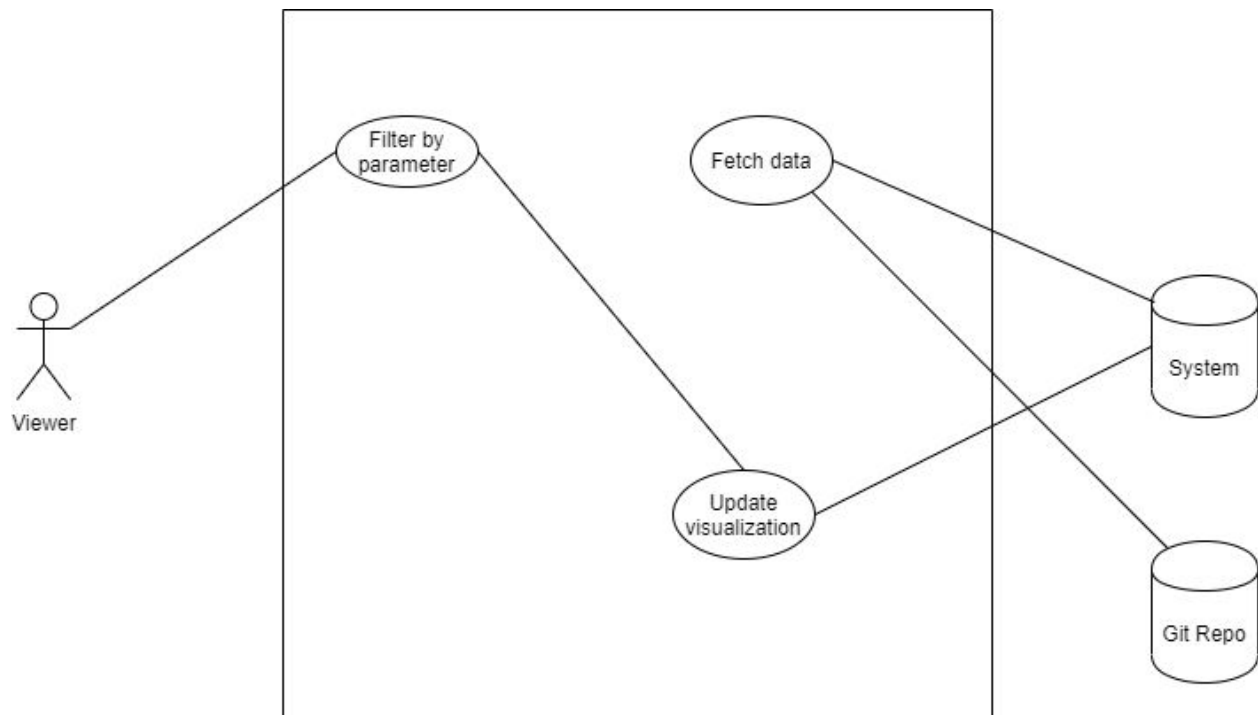 Filter by
parameter
Fetch data
System
Viewer
Update
visualization
Git Repo